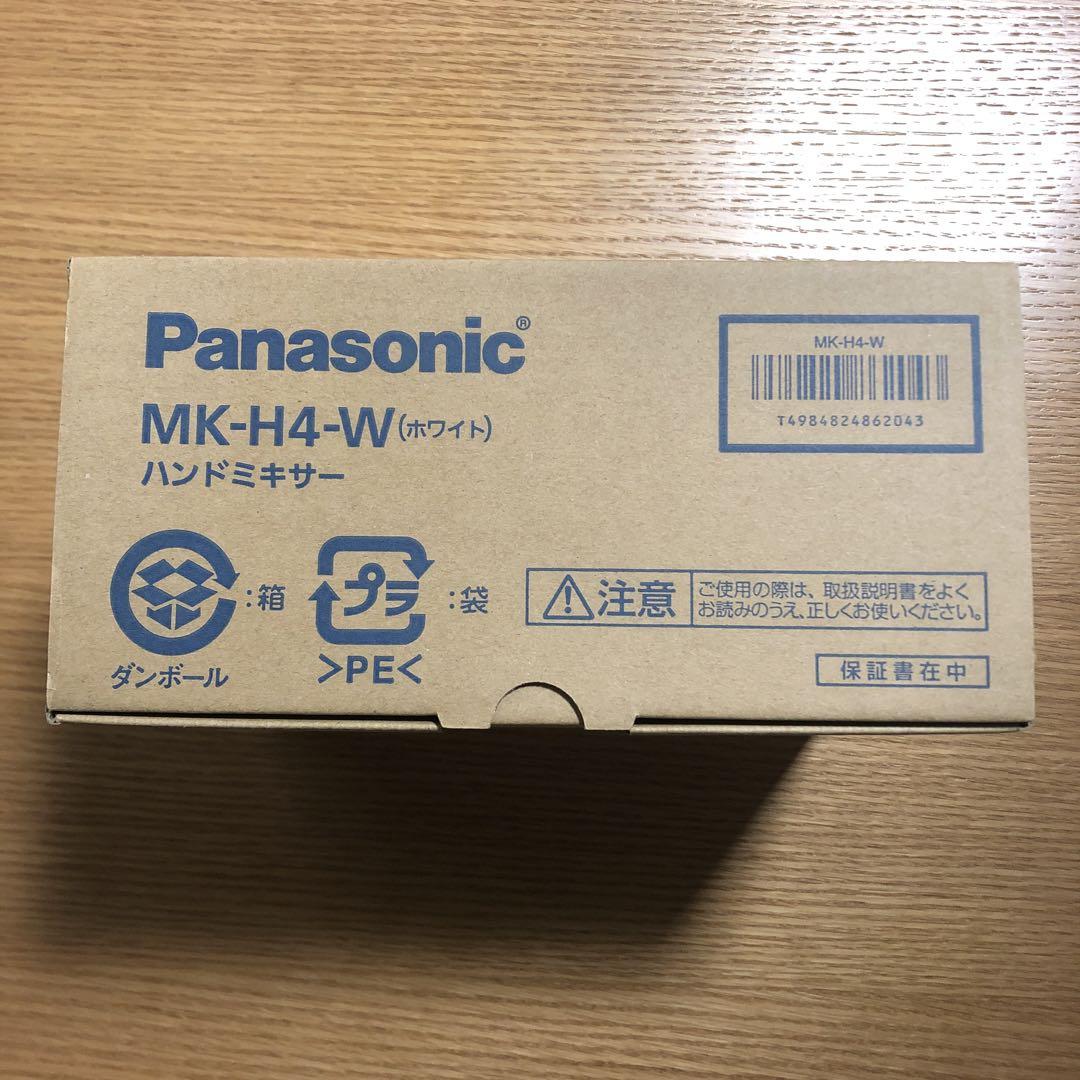 Panasonic®
MK-H4-W(ホワイト)
ハンドミキサー
MK-H4-W
T4984824862043
:箱
ダンボール
プラ
:袋
>PE<
注意
ご使用の際は、取扱説明書をよく
お読みのうえ、正しくお使いください。
保証書在中